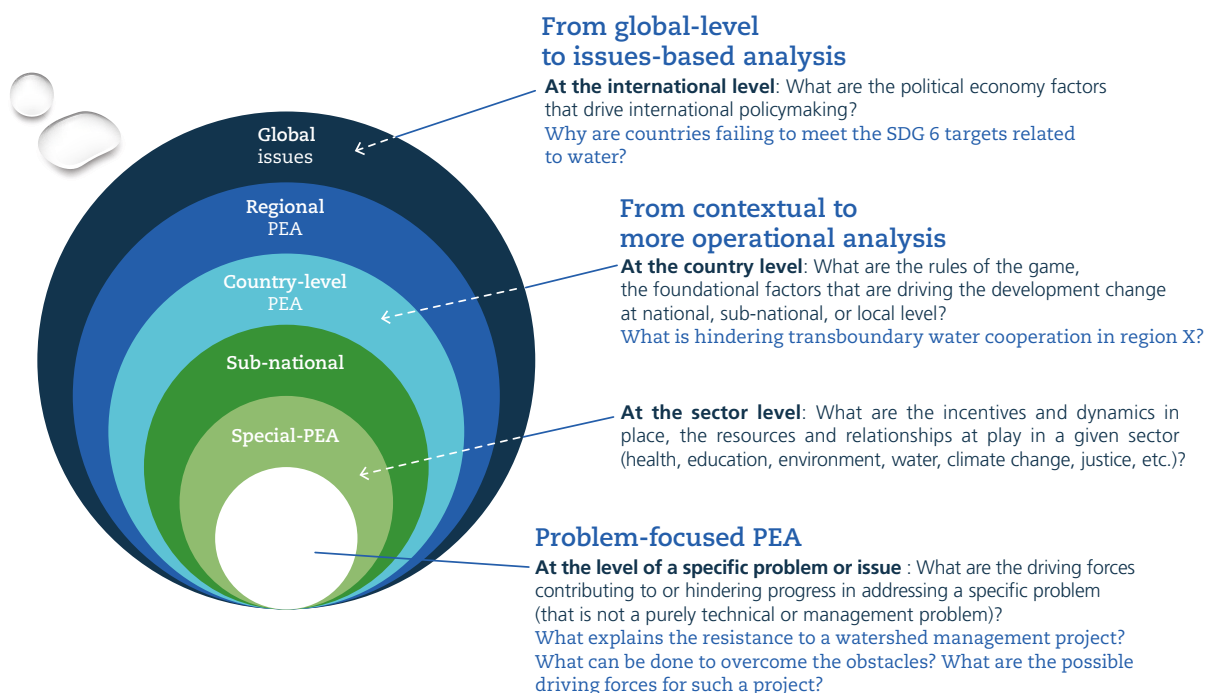 From global-level
to issues-based analysis
At the international level: What are the political economy factors
that drive international policymaking?
Why are countries failing to meet the SDG 6 targets related
to water?
Global
issues
Regional
PEA
Country-level
PEA
Sub-national
Special-PEA
From contextual to
more operational analysis
At the country level: What are the rules of the game,
the foundational factors that are driving the development change
at national, sub-national, or local level?
What is hindering transboundary water cooperation in region X?
At the sector level: What are the incentives and dynamics in
place, the resources and relationships at play in a given sector
(health, education, environment, water, climate change, justice, etc.)?
Problem-focused PEA
At the level of a specific problem or issue : What are the driving forces
contributing to or hindering progress in addressing a specific problem
(that is not a purely technical or management problem)?
What explains the resistance to a watershed management project?
What can be done to overcome the obstacles? What are the possible
driving forces for such a project?